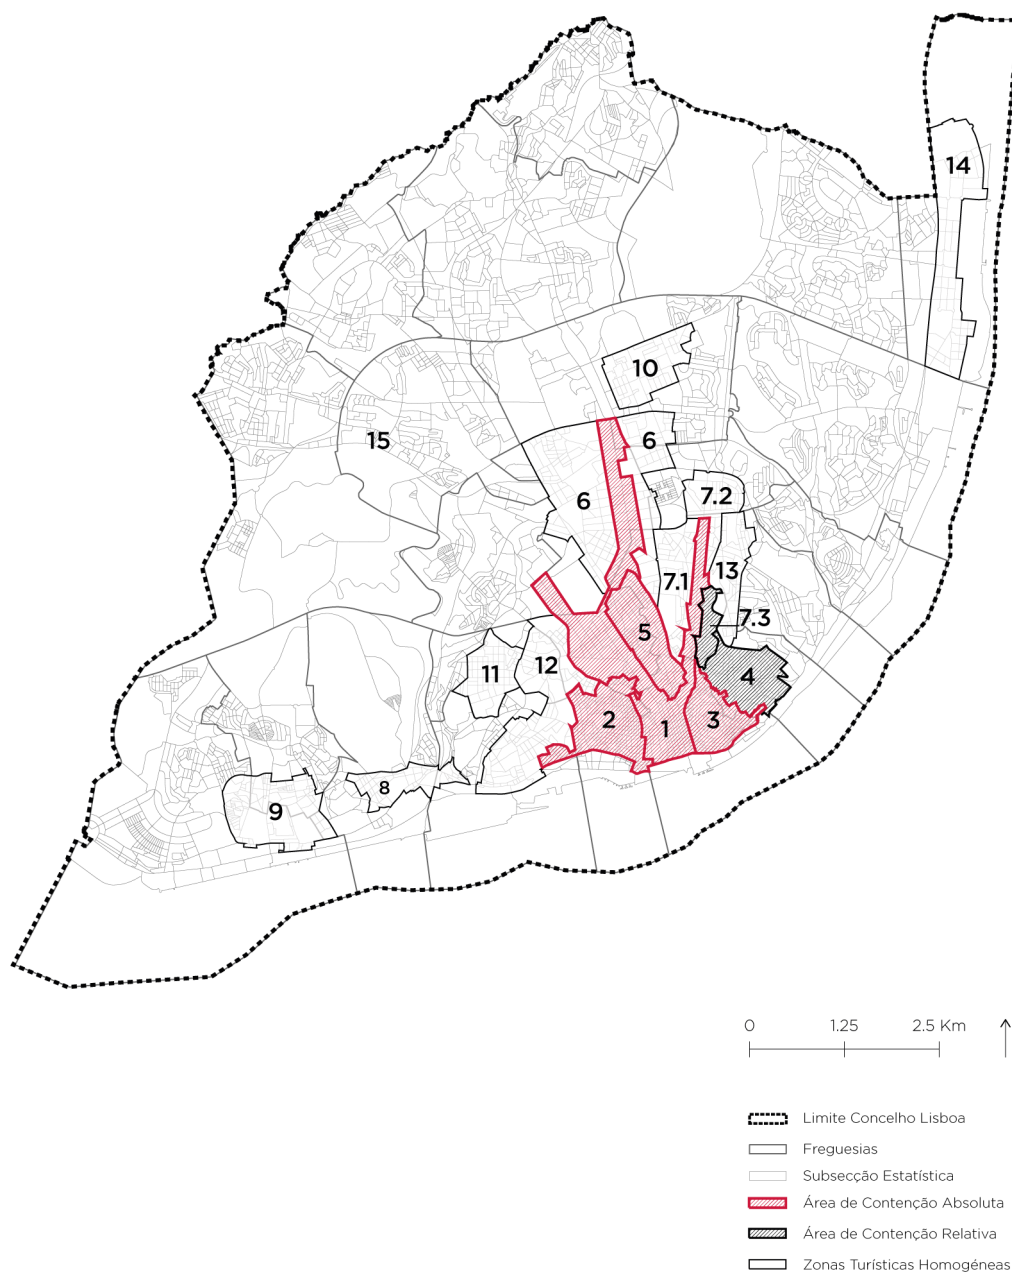 14
10
15
6
6
7.2
13
7.1
7.3
5
12
11
4
2
3
1
8
9
0 1.25 2.5 Km
Limite Concelho Lisboa
Freguesias
Subsecção Estatística
Área de Contenção Absoluta
Área de Contenção Relativa
Zonas Turísticas Homogéneas